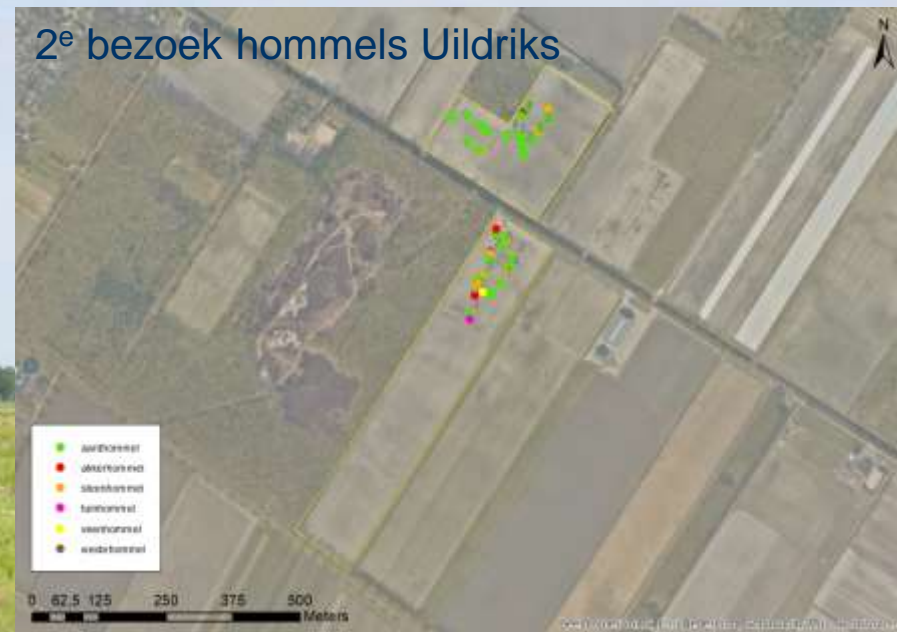 2e bezoek hommels Uildriks
N
aardhommel
akkerhommel
steenhommel
tuinhommel
veenhommel
weidehommel
0 62,5 125 250 375 500
Meters